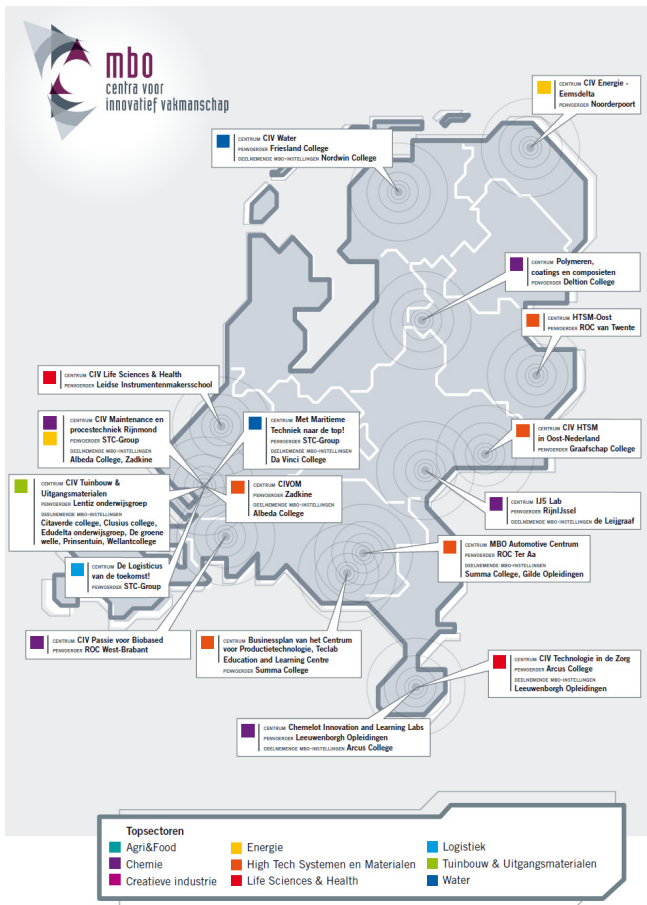 mbo
centra voor
innovatief vakmanschap
CENTRUM CIV Energie -
Eemsdelta
PENVOERDER Noorderpoort
CENTRUM CIV Water
PENVOERDER Friesland College
DEELNEMENDE MBO-INSTELLINGEN Nordwin College
CENTRUM Polymeren,
coatings en composieten
PENVOERDER Deltion College
CENTRUM HTSM-Oost
PENVOERDER ROC van Twente
CENTRUM CIV Life Sciences & Health
PENVOERDER Leidse Instrumentenmakersschool
CENTRUM CIV Maintenance en
procestechniek Rijnmond
PENVOERDER STC-Group
DEELNEMENDE MBO-INSTELLINGEN
Albeda College, Zadkine
CENTRUM Met Maritieme
Techniek naar de top!
PENVOERDER STC-Group
DEELNEMENDE MBO-INSTELLINGEN
Da Vinci College
CENTRUM CIV HTSM
in Oost-Nederland
PENVOERDER Graafschap College
CENTRUM CIV Tuinbouw &
Uitgangsmaterialen
PENVOERDER Lentiz onderwijsgroep
DEELNEMENDE MBO-INSTELLINGEN
Citaverde college, Clusius college,
Edudelta onderwijsgroep, De groene
welle, Prinsentuin, Wellantcollege
CENTRUM CIVOM
PENVOERDER Zadkine
DEELNEMENDE MBO-INSTELLINGEN
Albeda College
CENTRUM IJ5 Lab
PENVOERDER RijnIJssel
DEELNEMENDE MBO-INSTELLINGEN de Leijgraaf
CENTRUM MBO Automotive Centrum
PENVOERDER ROC Ter Aa
DEELNEMENDE MBO-INSTELLINGEN
Summa College, Gilde Opleidingen
CENTRUM De Logisticus
van de toekomst!
PENVOERDER STC-Group
CENTRUM CIV Passie voor Biobased
PENVOERDER ROC West-Brabant
CENTRUM Businessplan van het Centrum
voor Productietechnologie, Teclab
Education and Learning Centre
PENVOERDER Summa College
CENTRUM CIV Technologie in de Zorg
PENVOERDER Arcus College
DEELNEMENDE MBO-INSTELLINGEN
Leeuwenborgh Opleidingen
CENTRUM Chemelot Innovation and Learning Labs
PENVOERDER Leeuwenborgh Opleidingen
DEELNEMENDE MBO-INSTELLINGEN Arcus College
Topsectoren
Agri&Food
Chemie
Creatieve industrie
Energie
High Tech Systemen en Materialen
Life Sciences & Health
Logistiek
Tuinbouw & Uitgangsmaterialen
Water